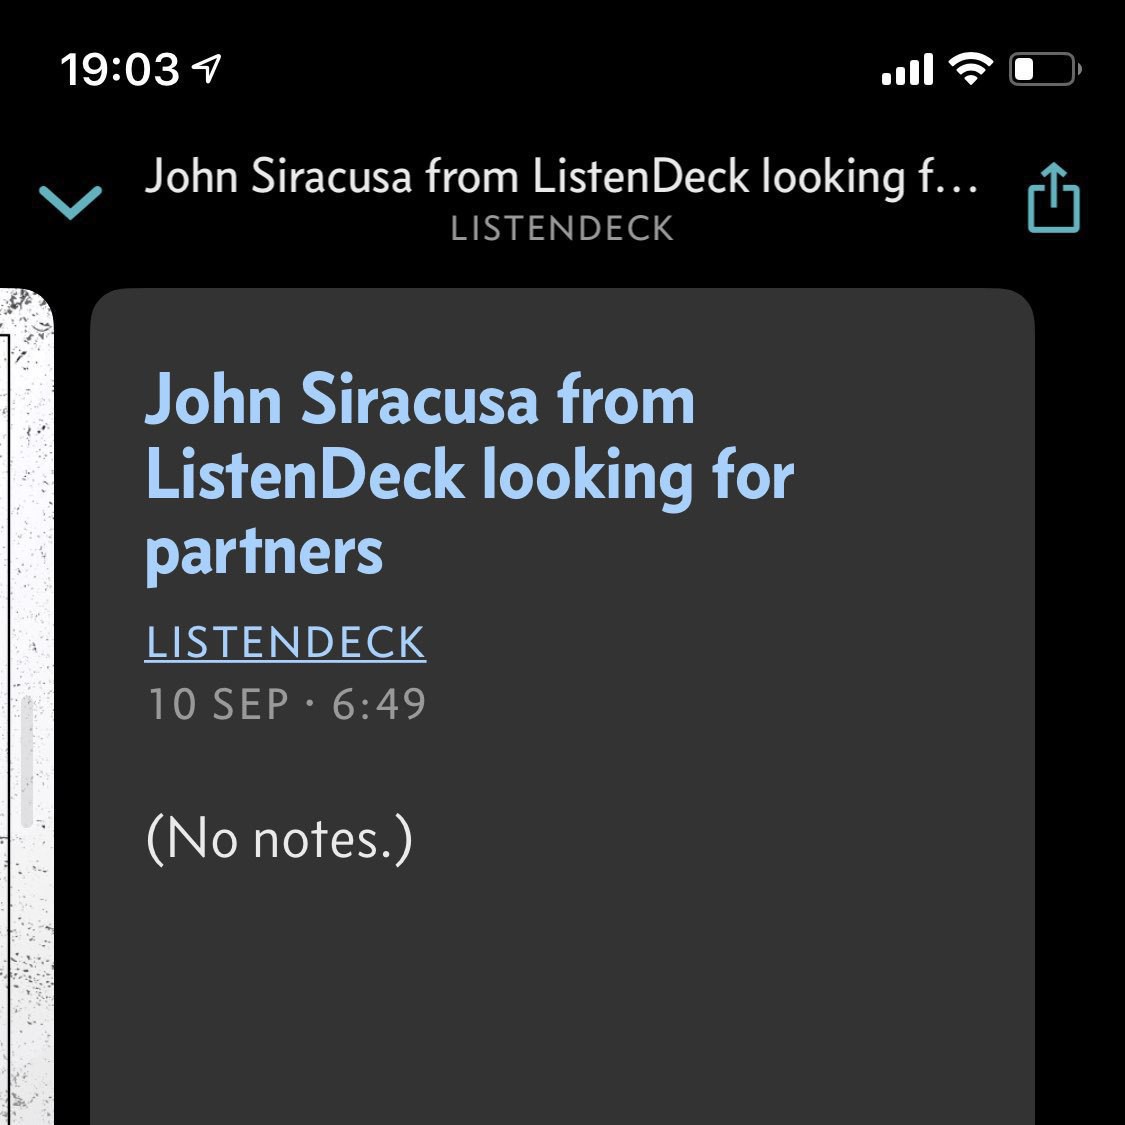 19:03
John Siracusa from ListenDeck looking f...
LISTENDECK
John Siracusa from
ListenDeck looking for
partners
LISTENDECK
10 SEP · 6:49
(No notes.)